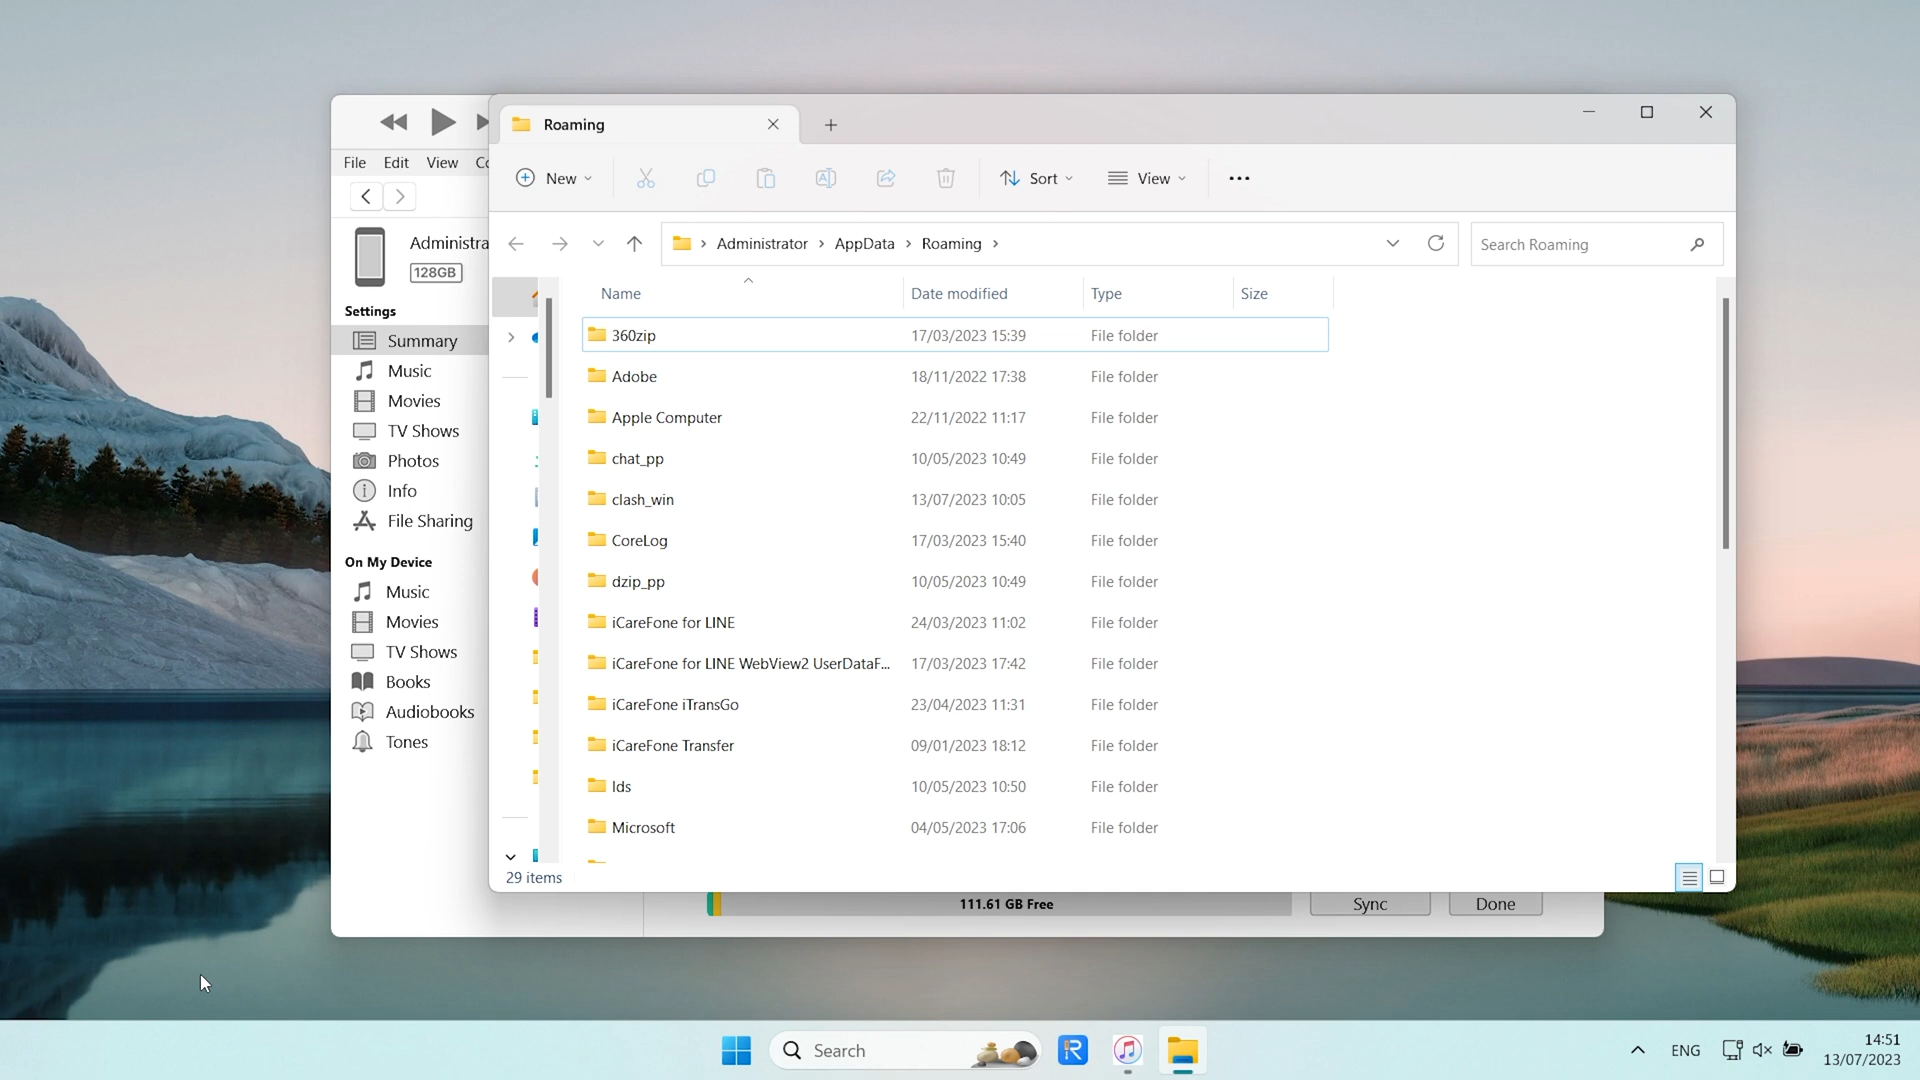 Roaming
File Edit View
New
Sort
View
Administrator
AppData
Roaming
Search Roaming
Administra
128GB
Settings
Summary
Music
Movies
TV Shows
Photos
Info
File Sharing
On My Device
Music
Movies
TV Shows
Books
Audiobooks
Tones
Name Date modified Type Size
360zip 17/03/2023 15:39 File folder
Adobe 18/11/2022 17:38 File folder
Apple Computer 22/11/2022 11:17 File folder
chat_pp 10/05/2023 10:49 File folder
clash_win 13/07/2023 10:05 File folder
CoreLog 17/03/2023 15:40 File folder
dzip_pp 10/05/2023 10:49 File folder
iCareFone for LINE 24/03/2023 11:02 File folder
iCareFone for LINE WebView2 UserDataF... 17/03/2023 17:42 File folder
iCareFone iTransGo 23/04/2023 11:31 File folder
iCareFone Transfer 09/01/2023 18:12 File folder
lds 10/05/2023 10:50 File folder
Microsoft 04/05/2023 17:06 File folder
29 items
111.61 GB Free
Sync
Done
Search
ENG
14:51
13/07/2023